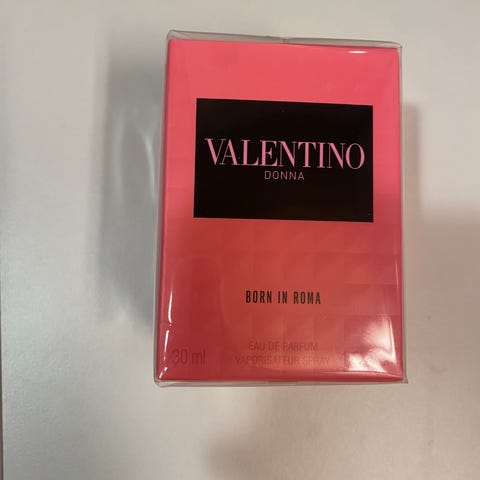 VALENTINO
DONNA
BORN IN ROMA
EAU DE PARFUM
30 ml VAPORISATEUR SPRAY